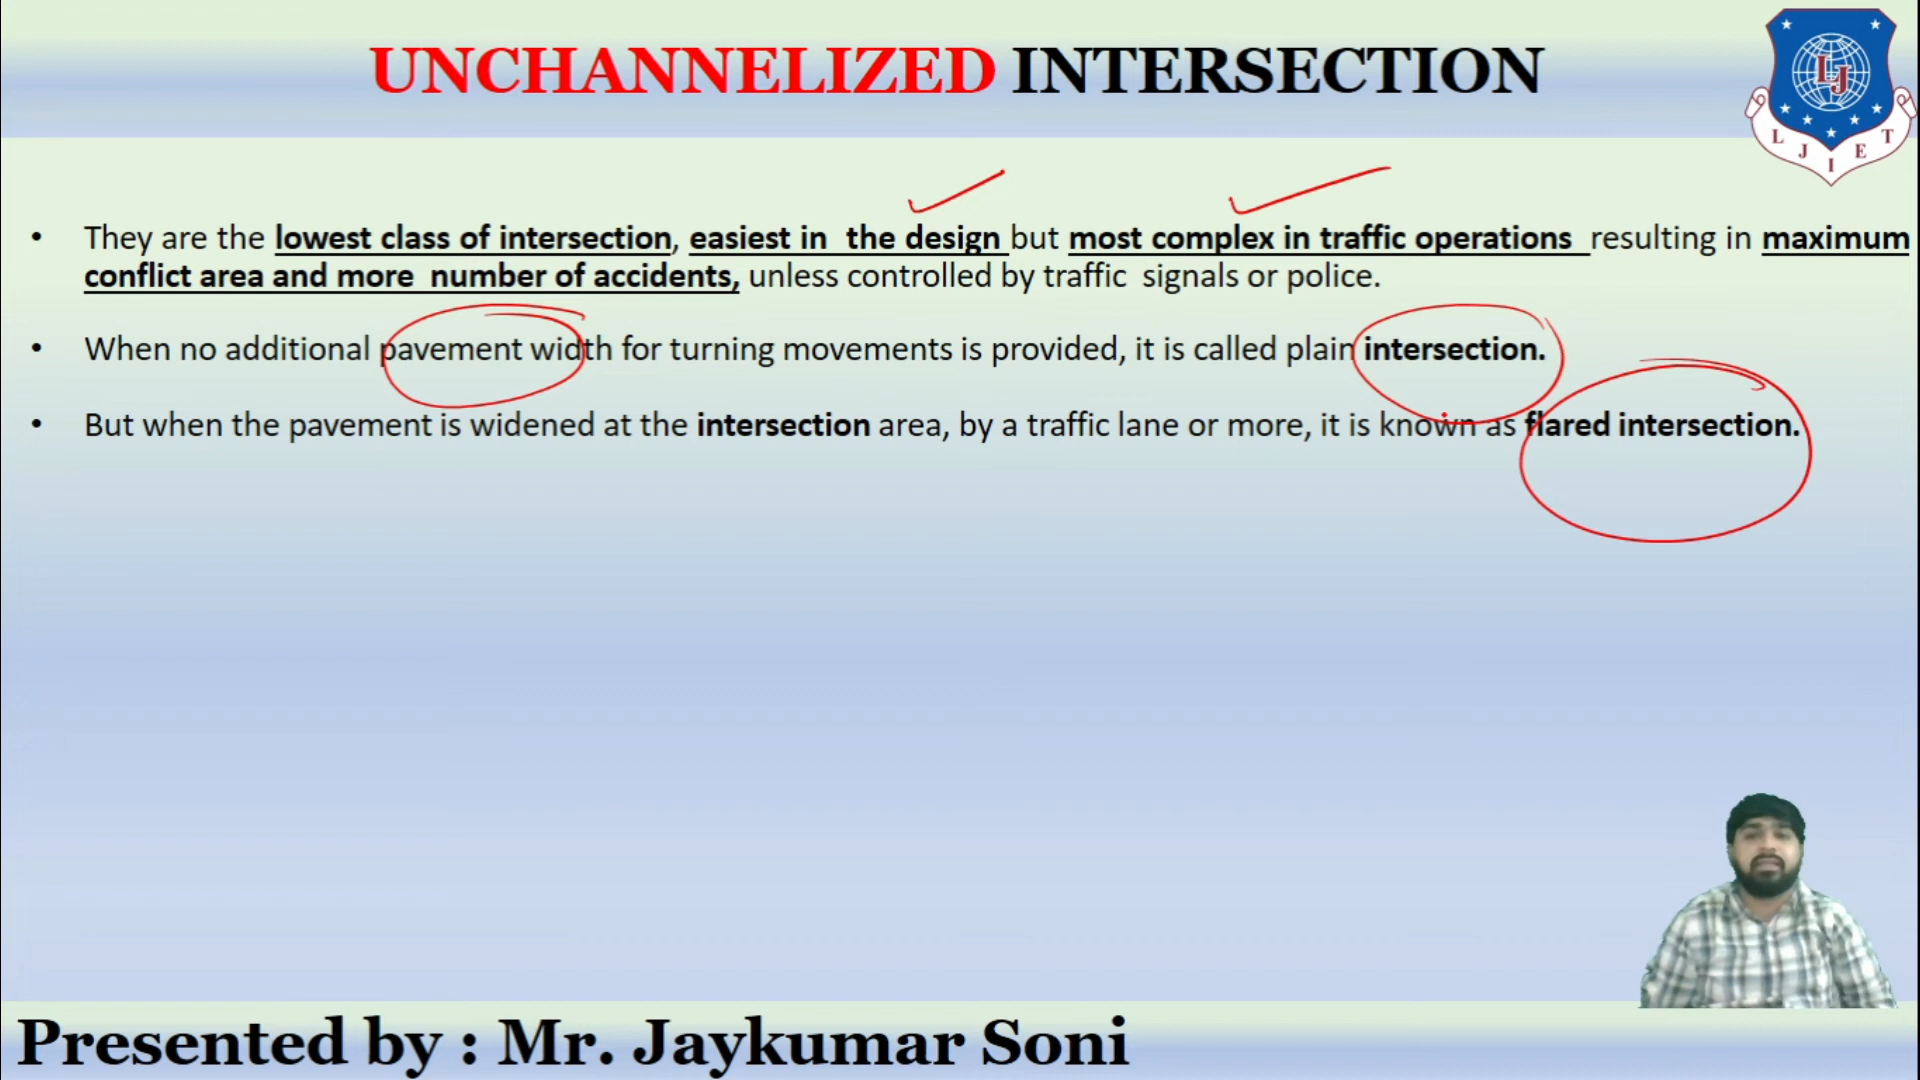 UNCHANNELIZED INTERSECTION
L J I E T
LJ
• They are the lowest class of intersection, easiest in the design but most complex in traffic operations resulting in maximum
conflict area and more number of accidents, unless controlled by traffic signals or police.
• When no additional pavement width for turning movements is provided, it is called plain intersection.
• But when the pavement is widened at the intersection area, by a traffic lane or more, it is known as flared intersection.
Presented by : Mr. Jaykumar Soni